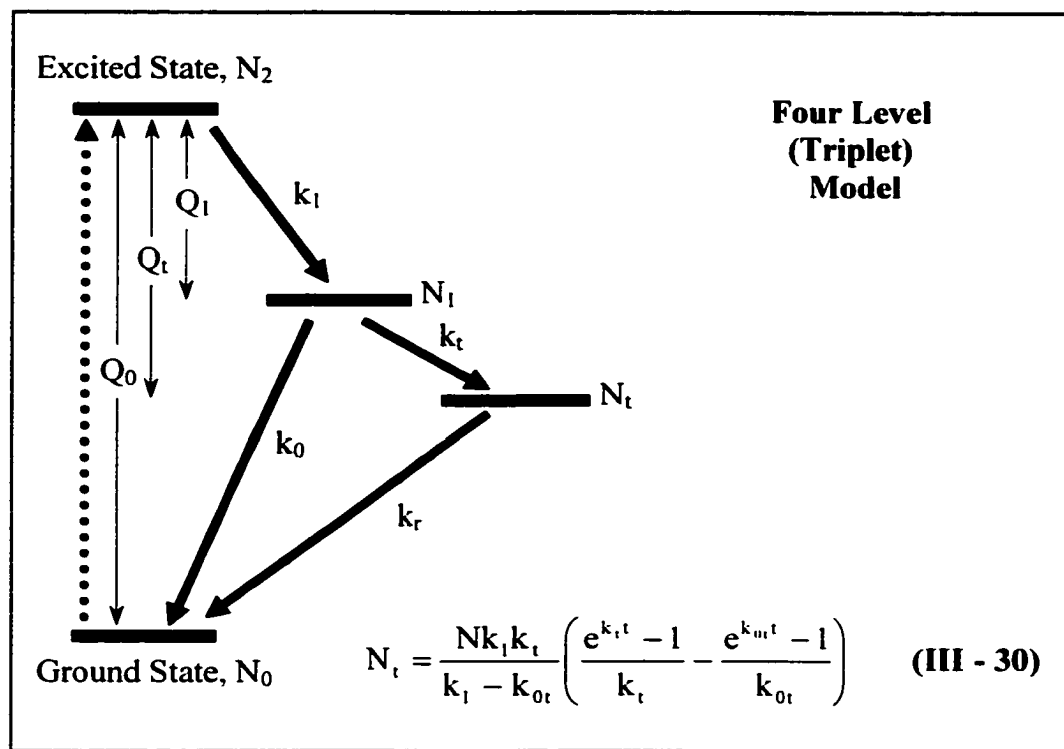 Excited State, N₂
Four Level
(Triplet)
Model
k₁
Q₁
Qₜ
N₁
kₜ
Q₀
Nₜ
k₀
kᵣ
Ground State, N₀
Nₜ = Nk₁kₜ / (k₁ − k₀ₜ) ( (e^{kₜt} − 1) / kₜ − (e^{k₀ₜt} − 1) / k₀ₜ ) (III - 30)